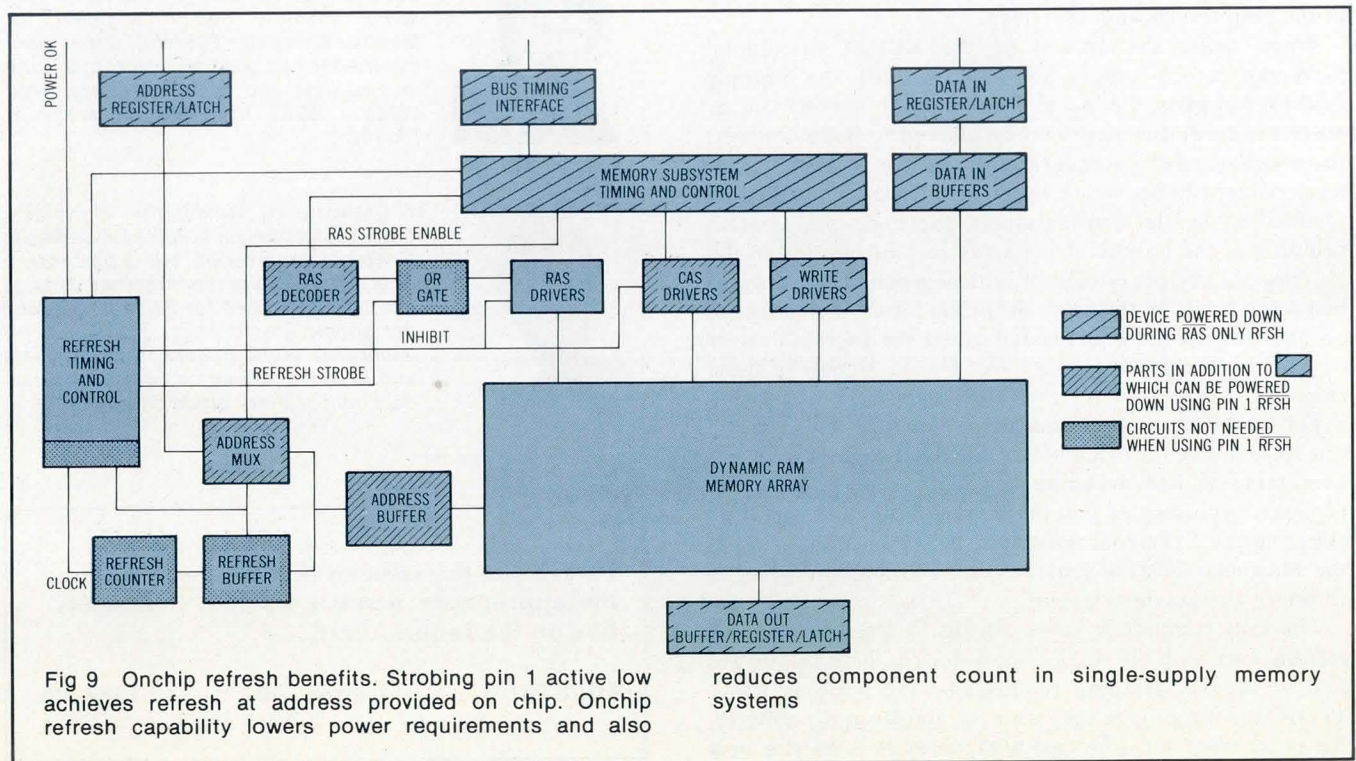 POWER OK
ADDRESS
REGISTER/LATCH
BUS TIMING
INTERFACE
DATA IN
REGISTER/LATCH
MEMORY SUBSYSTEM
TIMING AND CONTROL
DATA IN
BUFFERS
RAS STROBE ENABLE
RAS
DECODER
OR
GATE
RAS
DRIVERS
CAS
DRIVERS
WRITE
DRIVERS
INHIBIT
REFRESH
TIMING
AND
CONTROL
REFRESH STROBE
ADDRESS
MUX
ADDRESS
BUFFER
DYNAMIC RAM
MEMORY ARRAY
CLOCK
REFRESH
COUNTER
REFRESH
BUFFER
DATA OUT
BUFFER/REGISTER/LATCH
DEVICE POWERED DOWN
DURING R̅A̅S̅ ONLY RFSH
PARTS IN ADDITION TO
WHICH CAN BE POWERED
DOWN USING PIN 1 R̅F̅S̅H̅
CIRCUITS NOT NEEDED
WHEN USING PIN 1 R̅F̅S̅H̅
Fig 9 Onchip refresh benefits. Strobing pin 1 active low
achieves refresh at address provided on chip. Onchip
refresh capability lowers power requirements and also
reduces component count in single-supply memory
systems